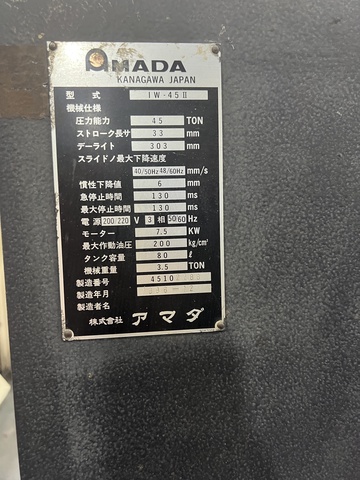 AMADA
KANAGAWA JAPAN
型式 IW-45Ⅱ
機械仕様
圧力能力 45 TON
ストローク長サ 33 mm
デーライト 303 mm
スライドノ最大下降速度
40/50Hz 48/60Hz mm/s
慣性下降値 6 mm
急停止時間 130 ms
最大停止時間 130 ms
電源 200/220 V 3 相 50/60 Hz
モーター 7.5 KW
最大作動油圧 200 kg/cm²
タンク容量 80 ℓ
機械重量 3.5 TON
製造番号
製造年月
製造者名
株式会社 アマダ